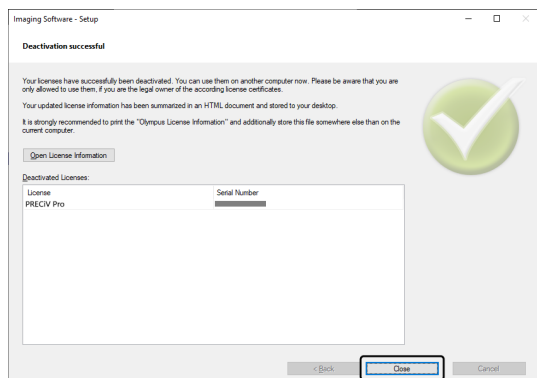 Imaging Software - Setup
Deactivation successful
Your licenses have successfully been deactivated. You can use them on another computer now. Please be aware that you are
only allowed to use them, if you are the legal owner of the according license certificates.
Your updated license information has been summarized in an HTML document and stored to your desktop.
It is strongly recommended to print the "Olympus License Information" and additionally store this file somewhere else than on the
current computer.
Open License Information
Deactivated Licenses:
License Serial Number
PRECiV Pro
< Back Close Cancel